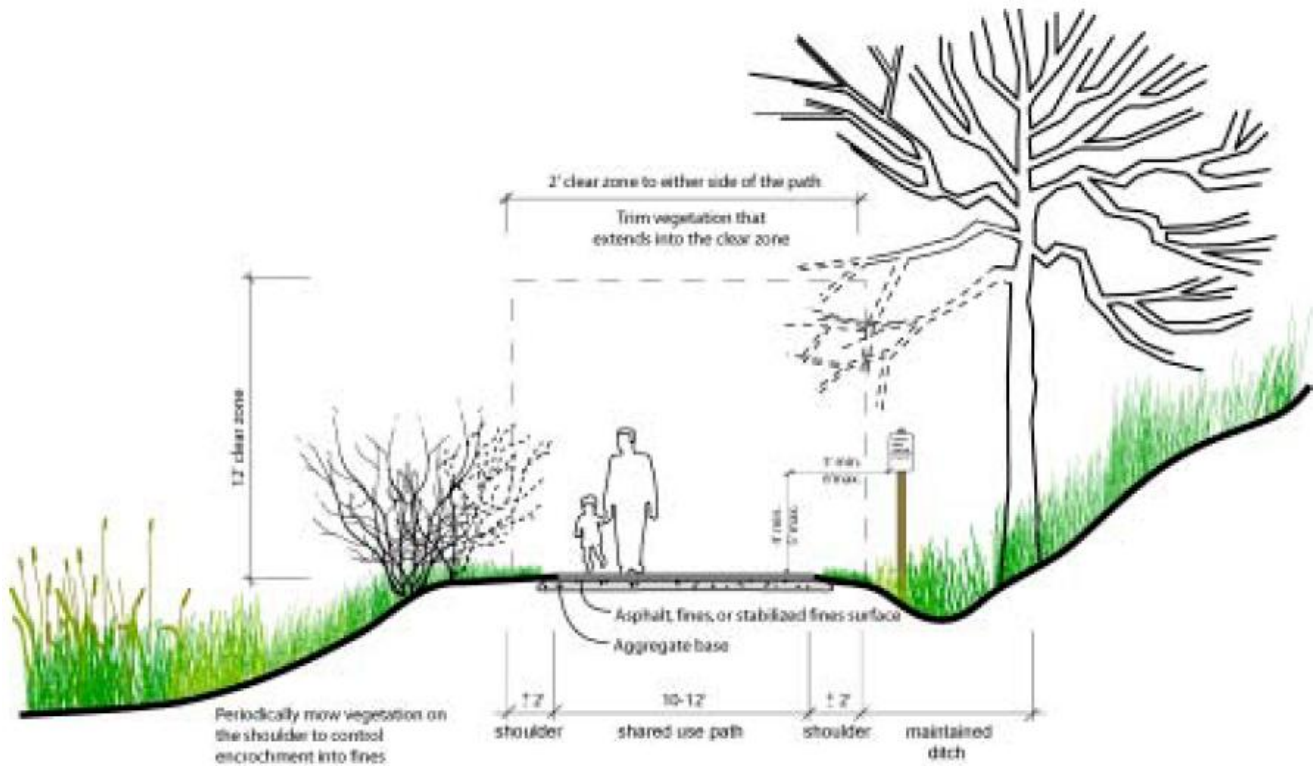 2' clear zone to either side of the path
Trim vegetation that
extends into the clear zone
12' clear zone
3' min.
6' max.
4' min.
5' max.
Asphalt, fines, or stabilized fines surface
Aggregate base
± 2'
10-12'
± 2'
shoulder
shared use path
shoulder
maintained
ditch
Periodically mow vegetation on
the shoulder to control
encrochment into fines